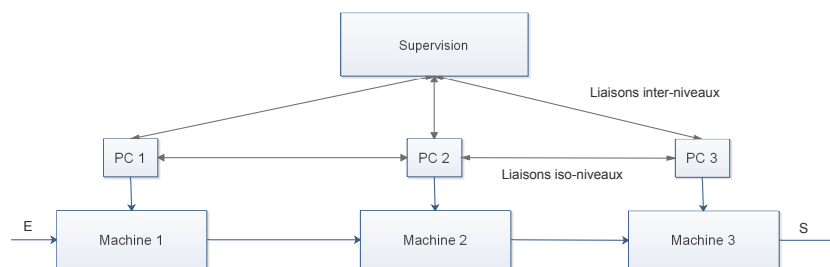 Supervision
Liaisons inter-niveaux
PC 1
PC 2
PC 3
Liaisons iso-niveaux
E
S
Machine 1
Machine 2
Machine 3